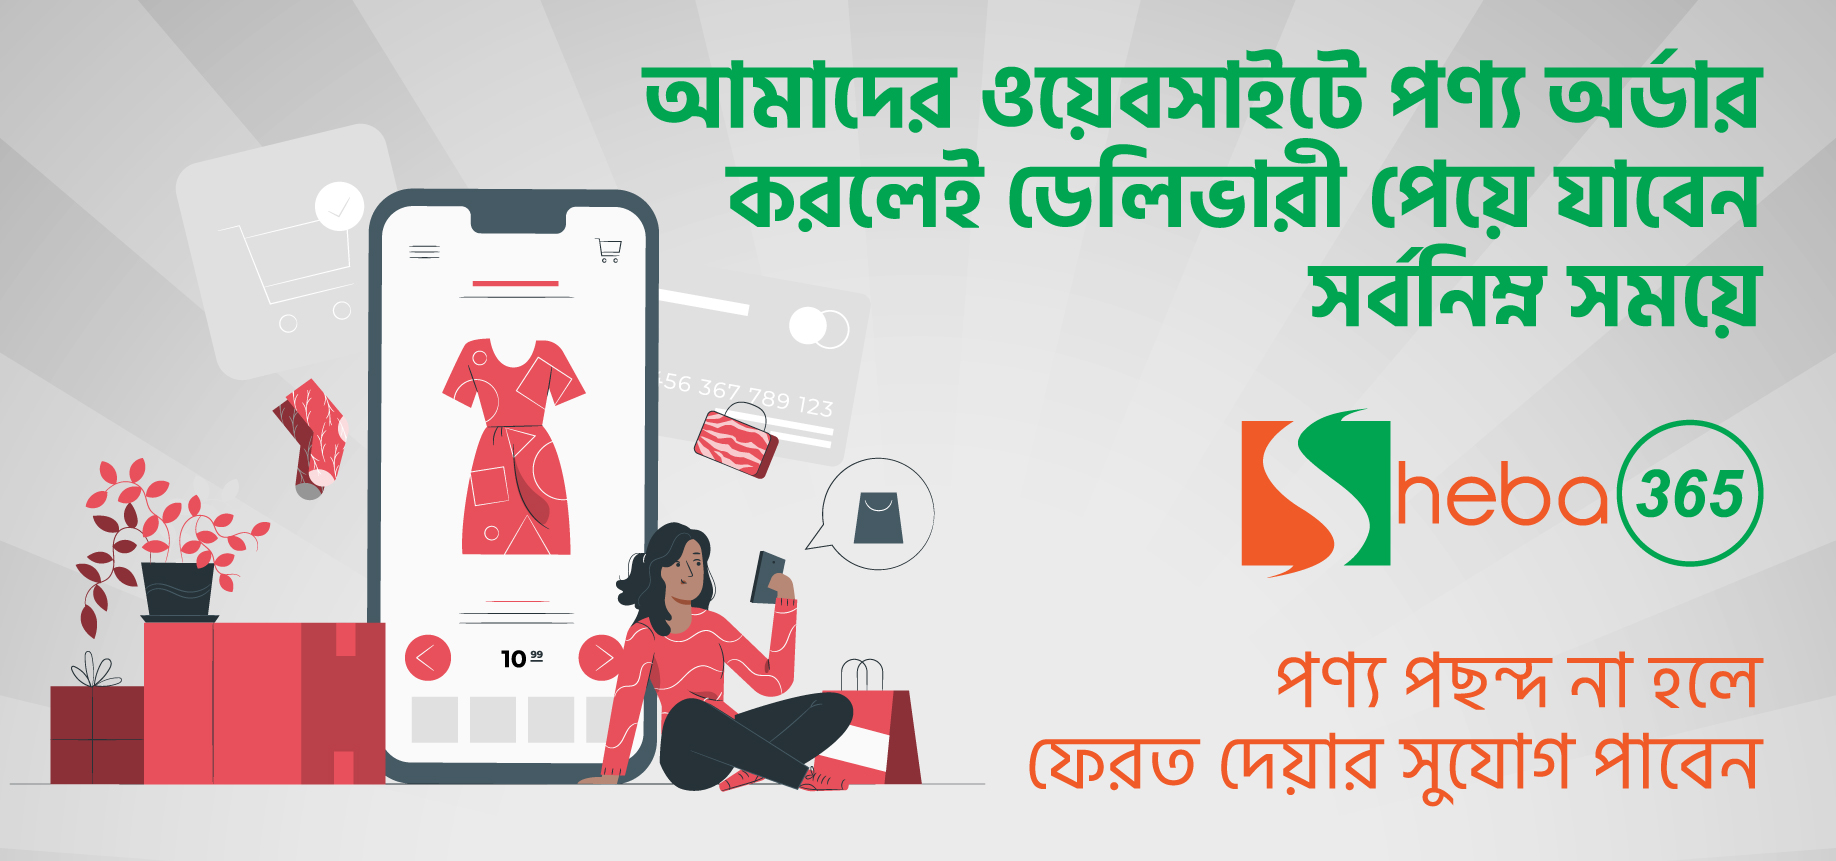 আমাদের ওয়েবসাইটে পণ্য অর্ডার
করলেই ডেলিভারী পেয়ে যাবেন
সর্বনিম্ন সময়ে
456 367 789 123
10 99
Sheba 365
পণ্য পছন্দ না হলে
ফেরত দেয়ার সুযোগ পাবেন